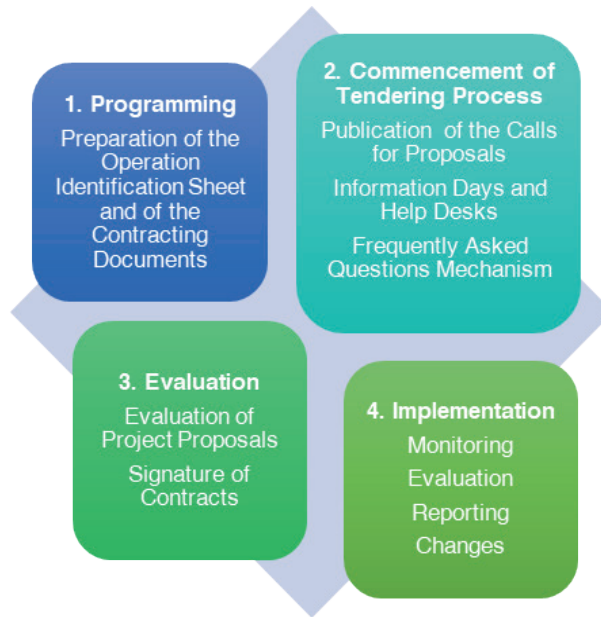 1. Programming
Preparation of the
Operation
Identification Sheet
and of the
Contracting
Documents
2. Commencement of
Tendering Process
Publication of the Calls
for Proposals
Information Days and
Help Desks
Frequently Asked
Questions Mechanism
3. Evaluation
Evaluation of
Project Proposals
Signature of
Contracts
4. Implementation
Monitoring
Evaluation
Reporting
Changes